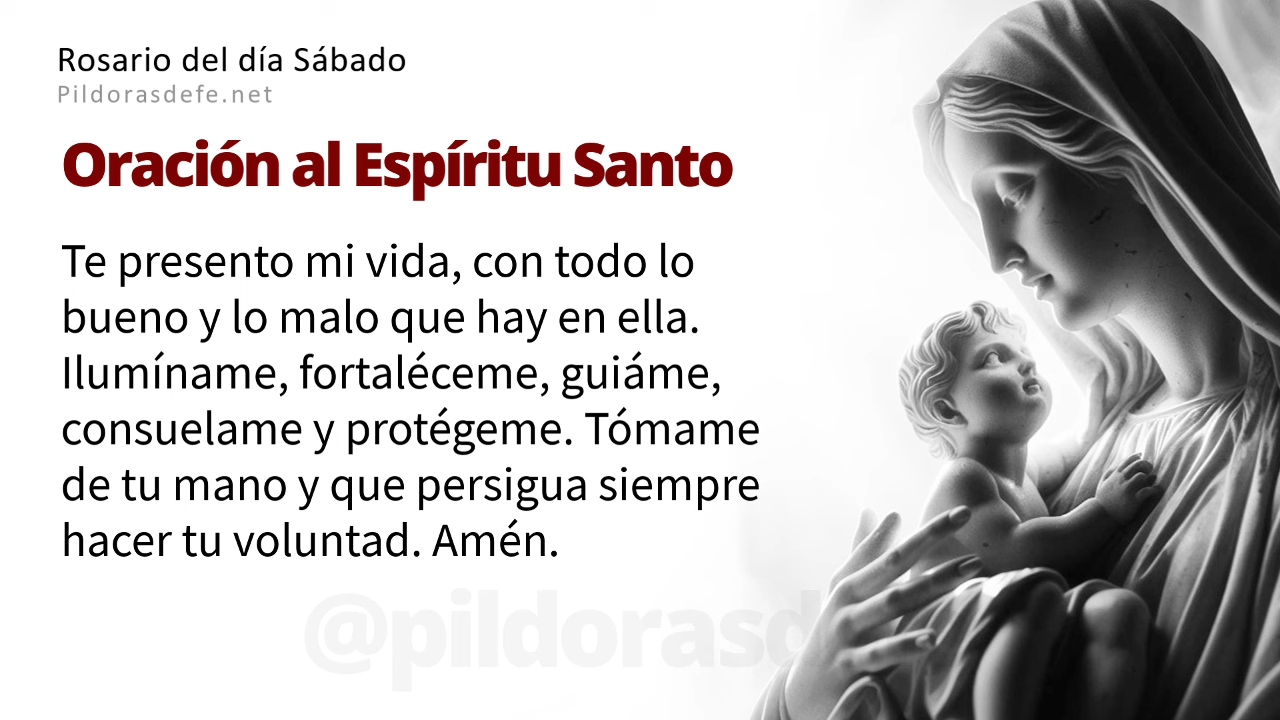 Rosario del día Sábado
Pildorasdefe.net
Oración al Espíritu Santo
Te presento mi vida, con todo lo
bueno y lo malo que hay en ella.
Ilumíname, fortaléceme, guiáme,
consuelame y protégeme. Tómame
de tu mano y que persigua siempre
hacer tu voluntad. Amén.
@pildorasd